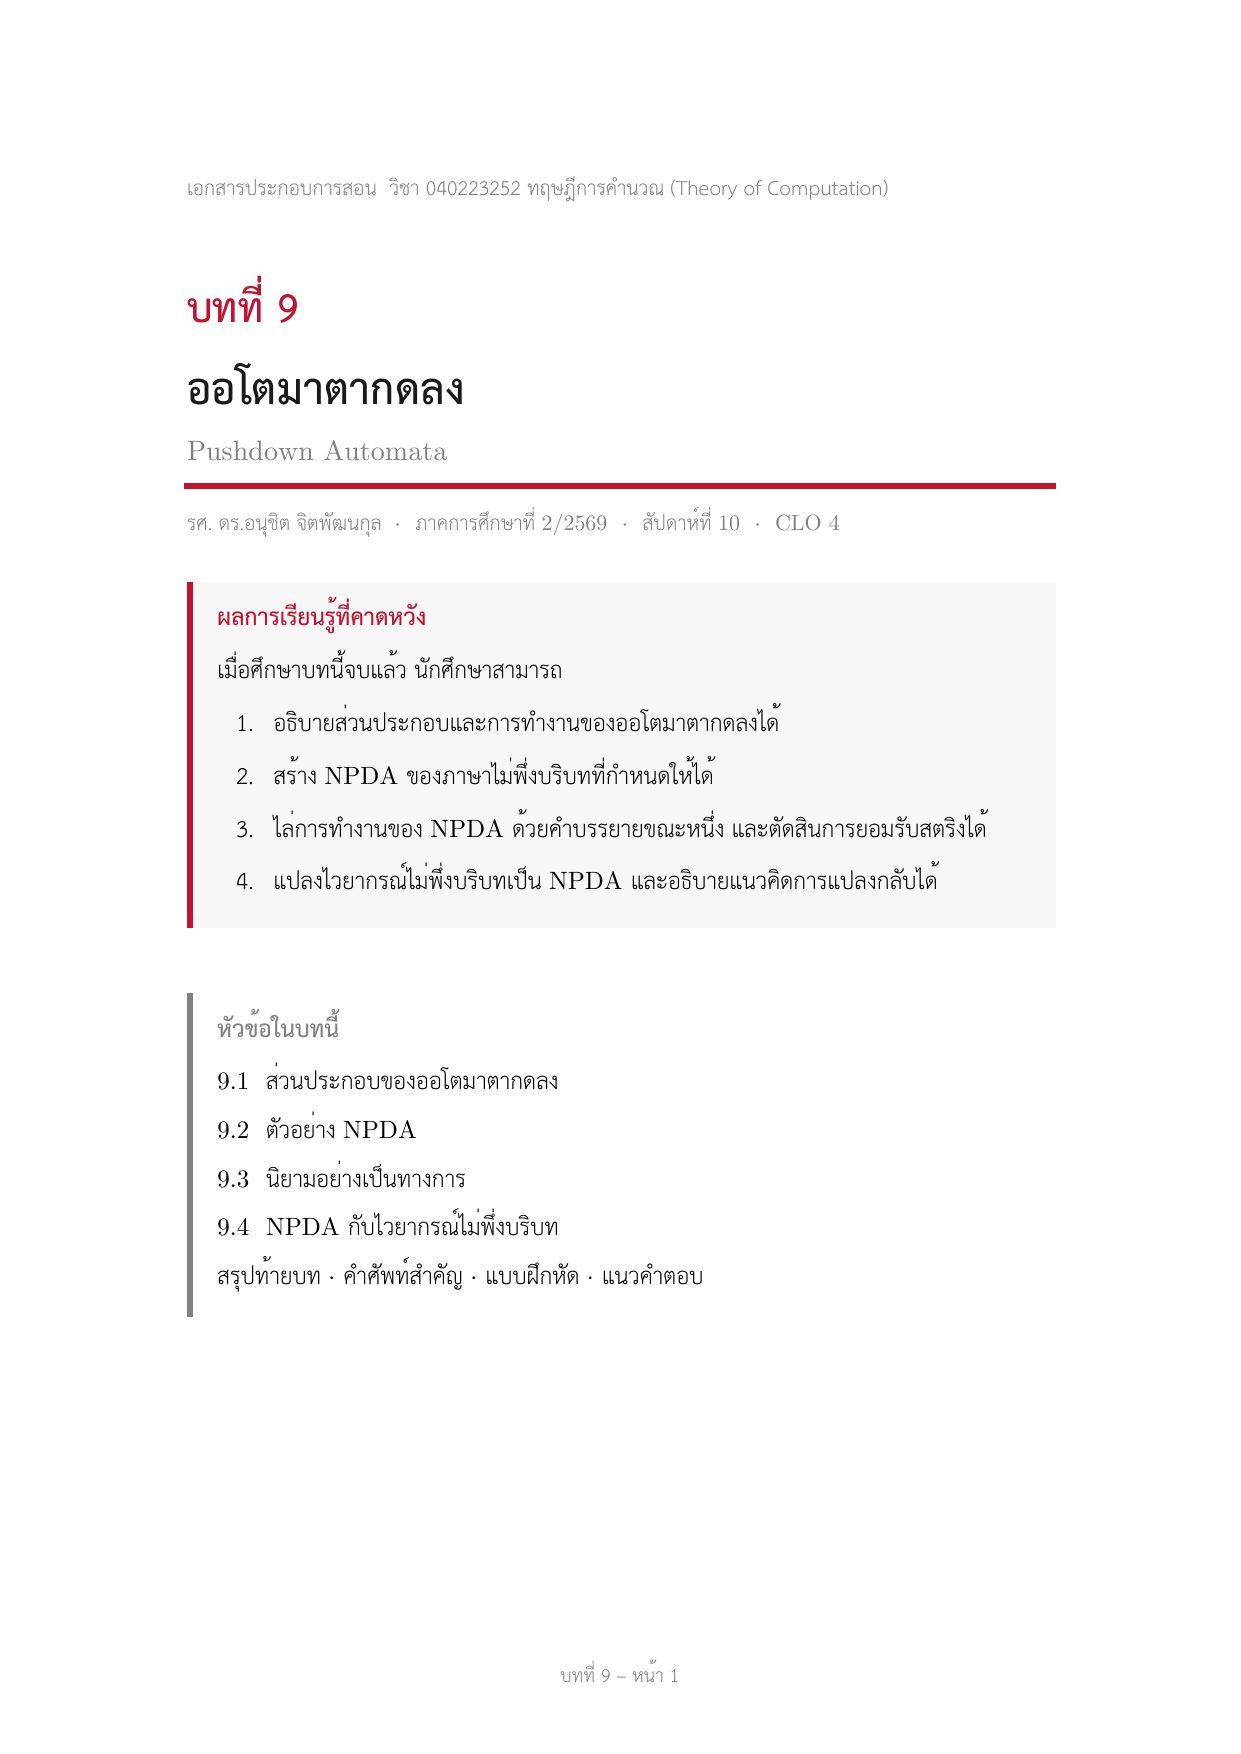 เอกสารประกอบการสอน วิชา 040223252 ทฤษฎีการคำนวณ (Theory of Computation)
บทที่ 9
ออโตมาตากดลง
Pushdown Automata
รศ. ดร.อนุชิต จิตพัฒนกุล · ภาคการศึกษาที่ 2/2569 · สัปดาห์ที่ 10 · CLO 4
ผลการเรียนรู้ที่คาดหวัง
เมื่อศึกษาบทนี้จบแล้ว นักศึกษาสามารถ
1. อธิบายส่วนประกอบและการทำงานของออโตมาตากดลงได้
2. สร้าง NPDA ของภาษาไม่พึ่งบริบทที่กำหนดให้ได้
3. ไล่การทำงานของ NPDA ด้วยคำบรรยายขณะหนึ่ง และตัดสินการยอมรับสตริงได้
4. แปลงไวยากรณ์ไม่พึ่งบริบทเป็น NPDA และอธิบายแนวคิดการแปลงกลับได้
หัวข้อในบทนี้
9.1 ส่วนประกอบของออโตมาตากดลง
9.2 ตัวอย่าง NPDA
9.3 นิยามอย่างเป็นทางการ
9.4 NPDA กับไวยากรณ์ไม่พึ่งบริบท
สรุปท้ายบท · คำศัพท์สำคัญ · แบบฝึกหัด · แนวคำตอบ
บทที่ 9 – หน้า 1